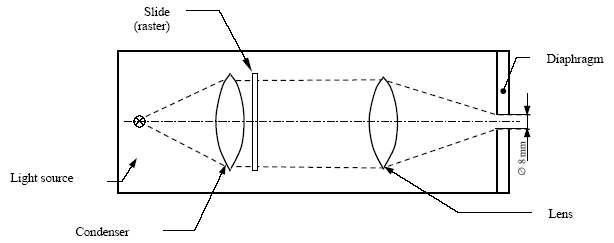 Slide
(raster)
Diaphragm
∅ 8 mm
Light source
Lens
Condenser